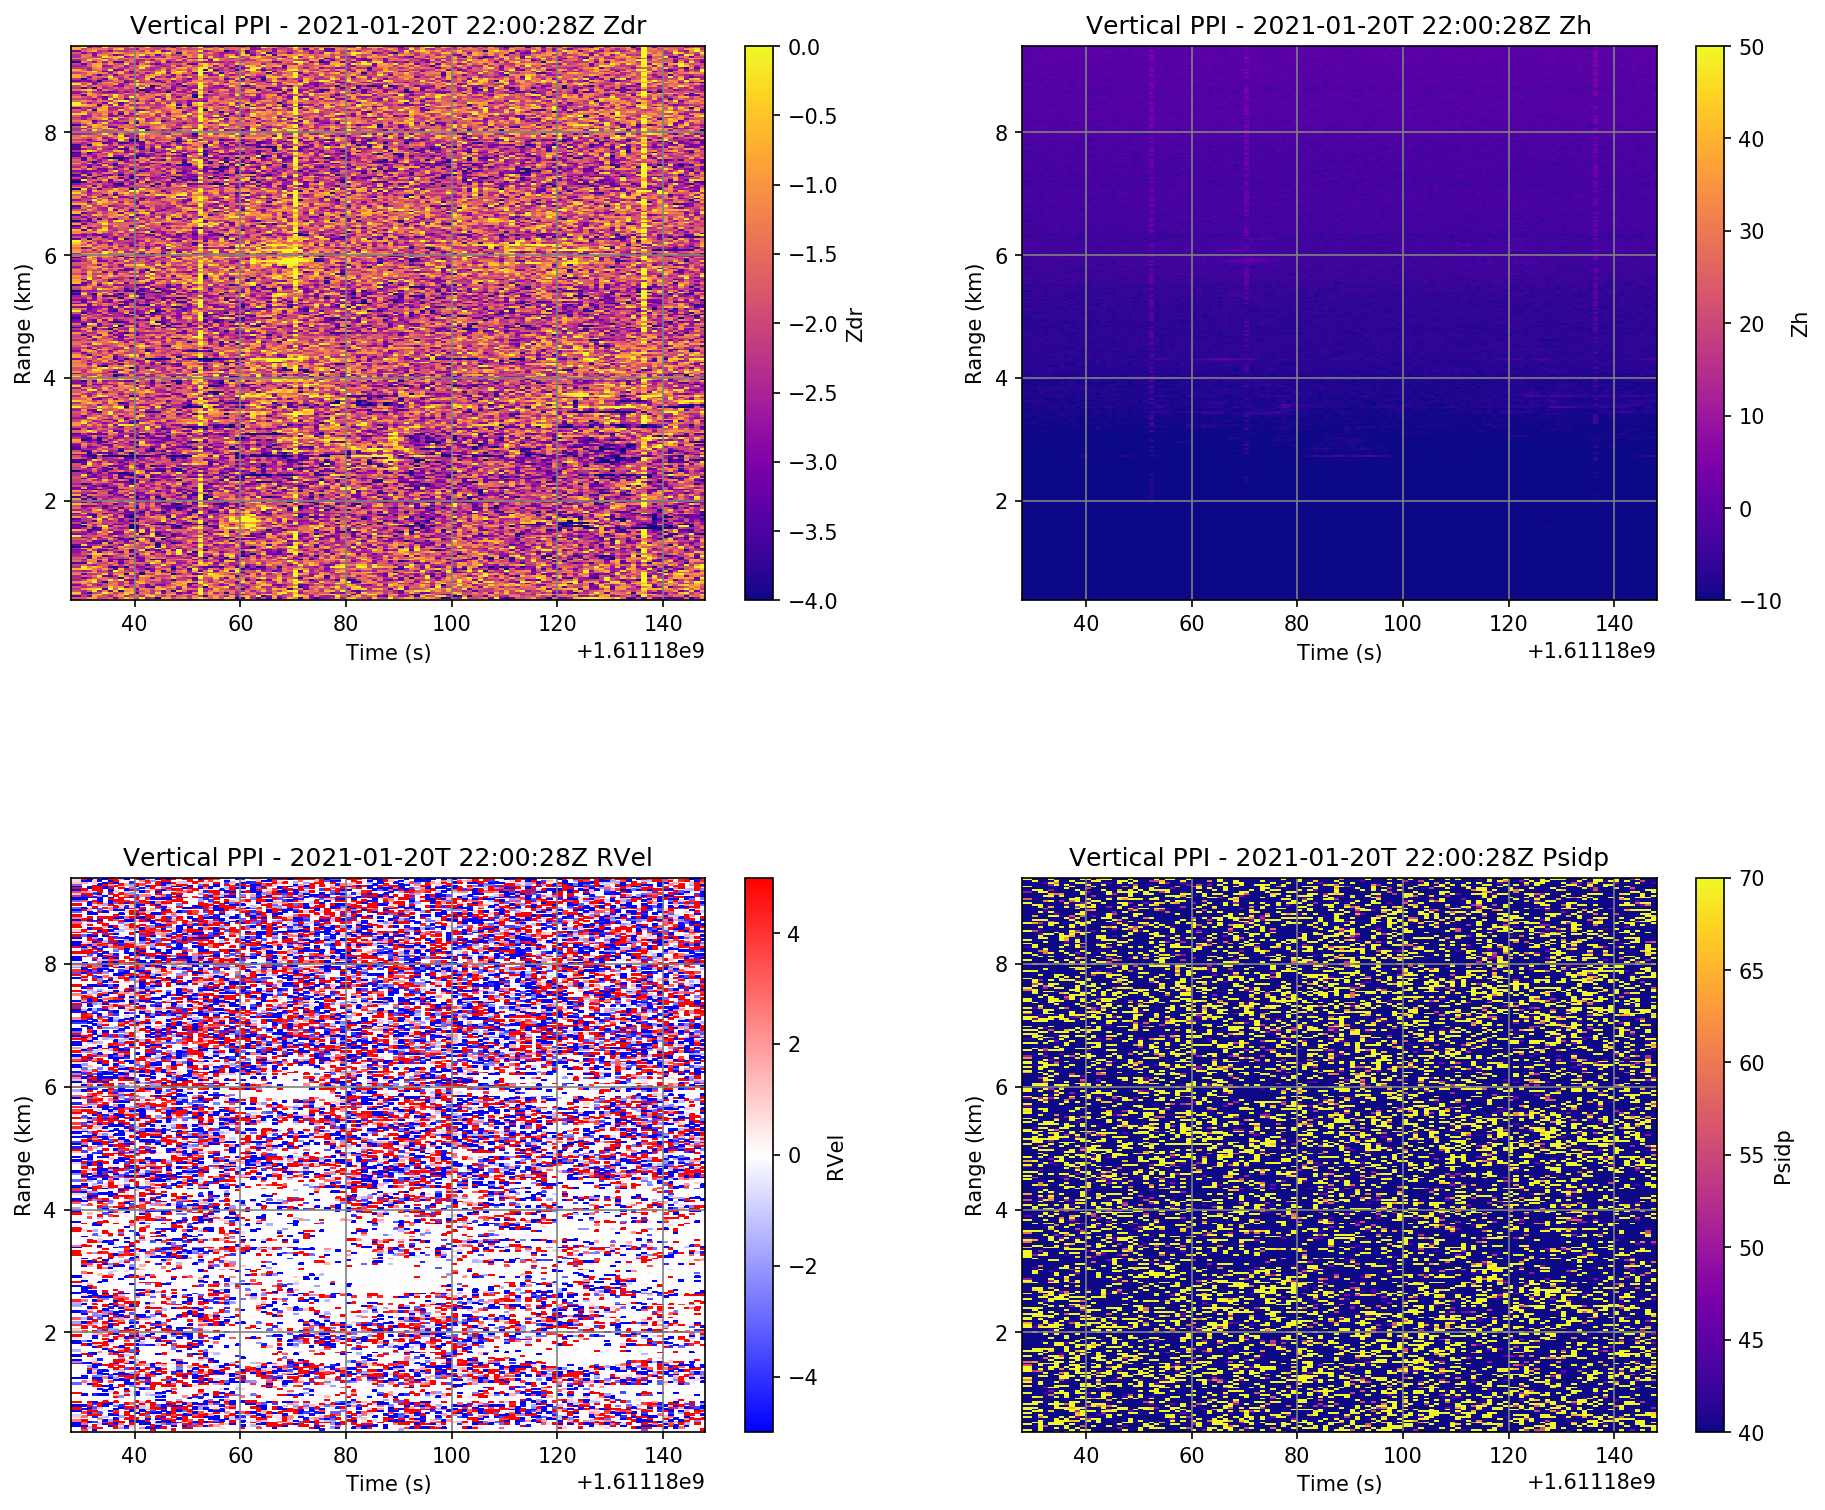 Vertical PPI - 2021-01-20T 22:00:28Z Zdr
8
6
4
2
Range (km)
40 60 80 100 120 140
Time (s)
+1.61118e9
0.0
−0.5
−1.0
−1.5
−2.0
−2.5
−3.0
−3.5
−4.0
Zdr
Vertical PPI - 2021-01-20T 22:00:28Z Zh
8
6
4
2
Range (km)
40 60 80 100 120 140
Time (s)
+1.61118e9
50
40
30
20
10
0
−10
Zh
Vertical PPI - 2021-01-20T 22:00:28Z RVel
8
6
4
2
Range (km)
40 60 80 100 120 140
Time (s)
+1.61118e9
4
2
0
−2
−4
RVel
Vertical PPI - 2021-01-20T 22:00:28Z Psidp
8
6
4
2
Range (km)
40 60 80 100 120 140
Time (s)
+1.61118e9
70
65
60
55
50
45
40
Psidp